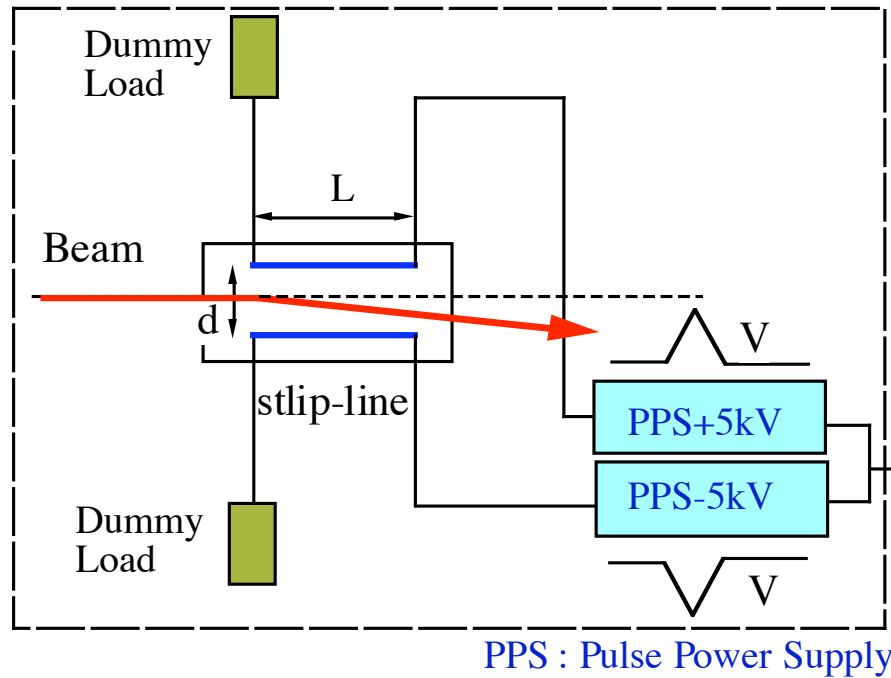 Dummy
Load
L
Beam
d
V
stlip-line
PPS+5kV
PPS-5kV
Dummy
Load
V
PPS : Pulse Power Supply